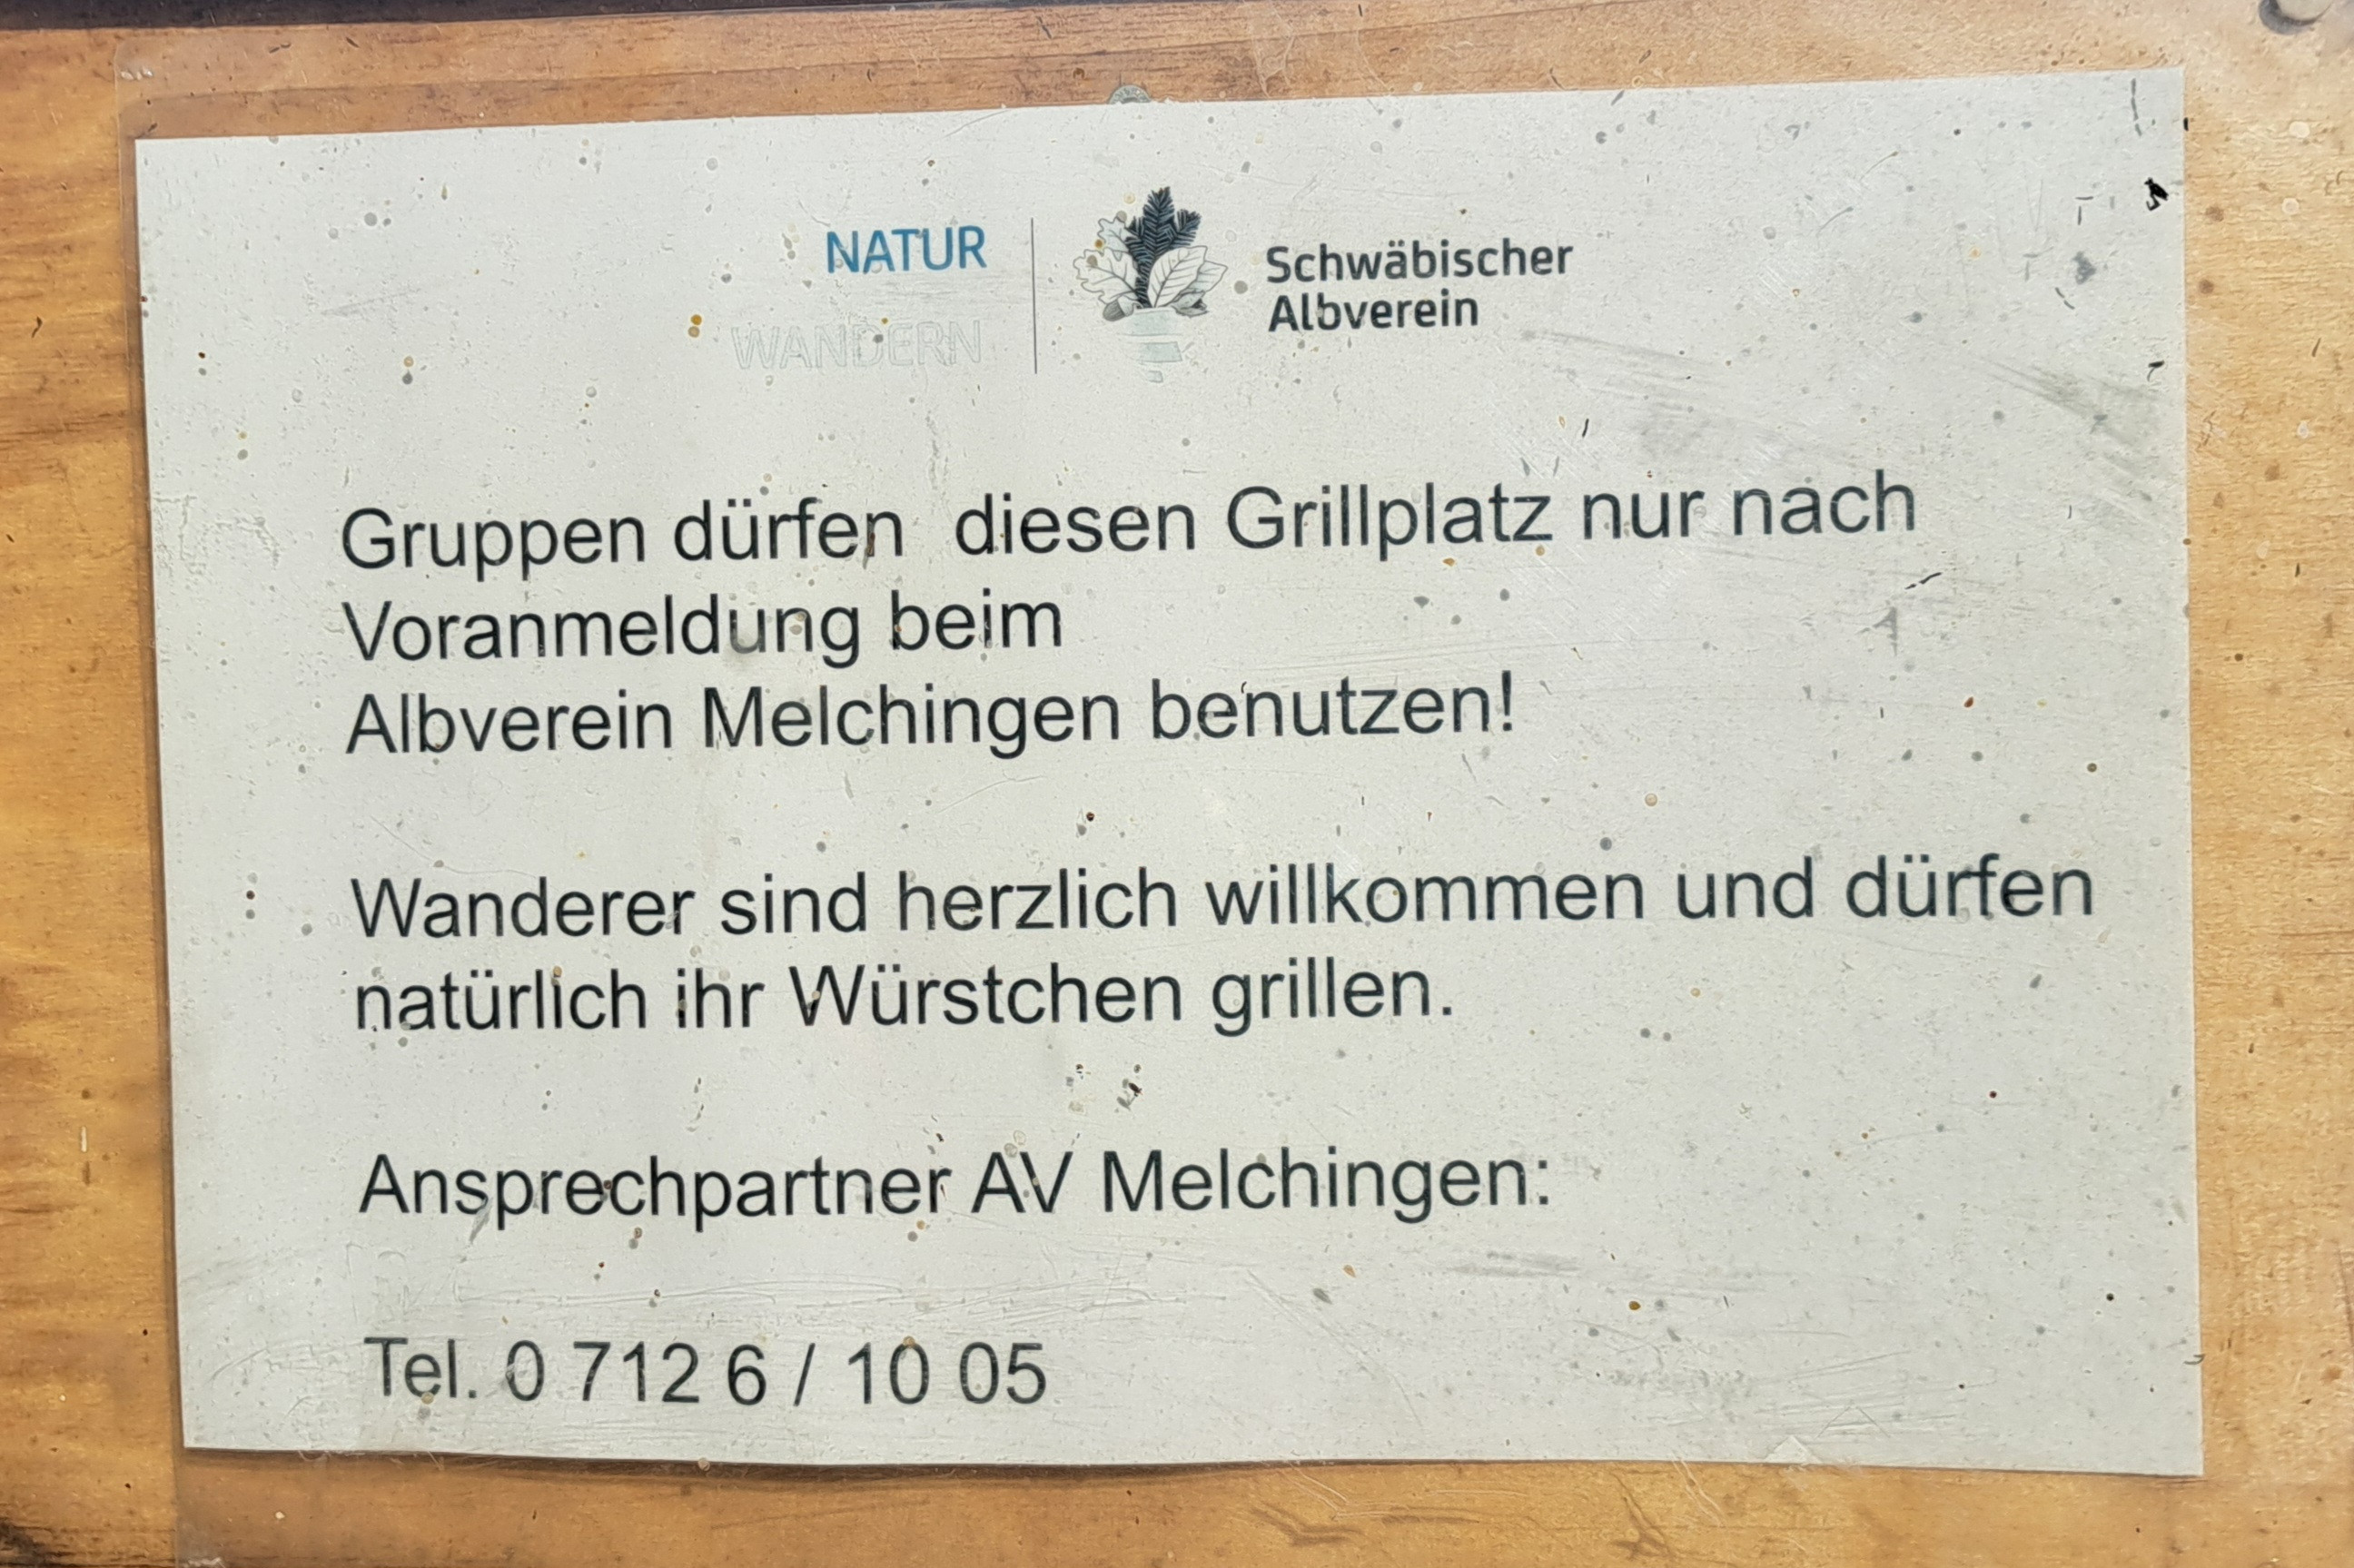 NATUR
WANDERN
Schwäbischer
Albverein
Gruppen dürfen diesen Grillplatz nur nach
Voranmeldung beim
Albverein Melchingen benutzen!
Wanderer sind herzlich willkommen und dürfen
natürlich ihr Würstchen grillen.
Ansprechpartner AV Melchingen:
Tel. 0 712 6 / 10 05